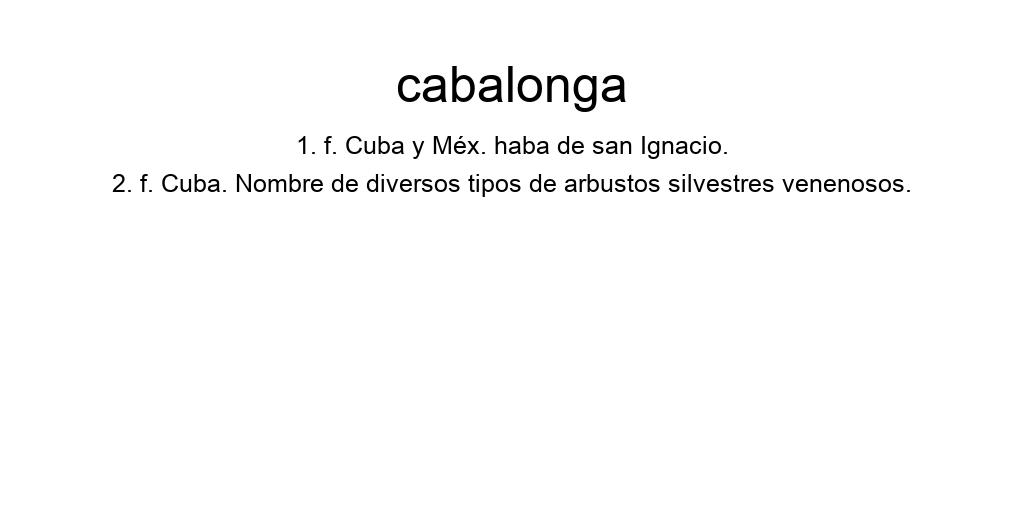 cabalonga
1. f. Cuba y Méx. haba de san Ignacio.
2. f. Cuba. Nombre de diversos tipos de arbustos silvestres venenosos.